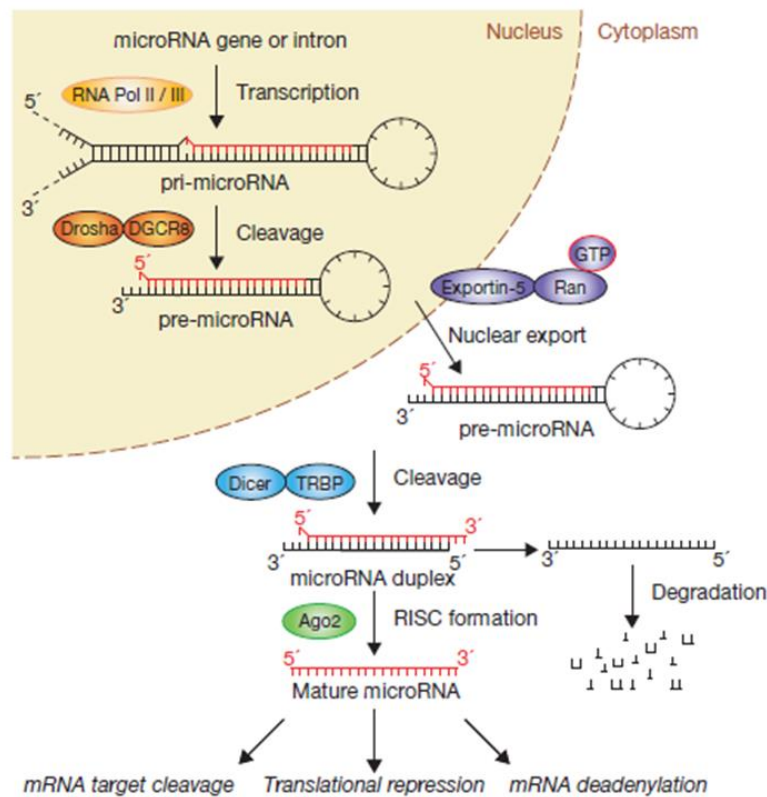 microRNA gene or intron
Nucleus
Cytoplasm
RNA Pol II / III
Transcription
5´
3´
pri-microRNA
Drosha
DGCR8
Cleavage
5´
3´
pre-microRNA
GTP
Exportin-5
Ran
Nuclear export
5´
3´
pre-microRNA
Dicer
TRBP
Cleavage
5´
3´
3´
5´
microRNA duplex
3´
5´
Degradation
Ago2
RISC formation
5´
3´
Mature microRNA
mRNA target cleavage
Translational repression
mRNA deadenylation